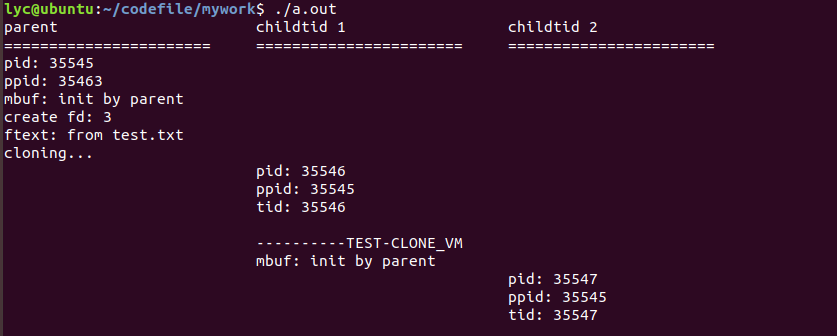 lyc@ubuntu:~/codefile/mywork$ ./a.out
parent childtid 1 childtid 2
======================= ======================= =======================
pid: 35545
ppid: 35463
mbuf: init by parent
create fd: 3
ftext: from test.txt
cloning...
pid: 35546
ppid: 35545
tid: 35546
----------TEST-CLONE_VM
mbuf: init by parent
pid: 35547
ppid: 35545
tid: 35547